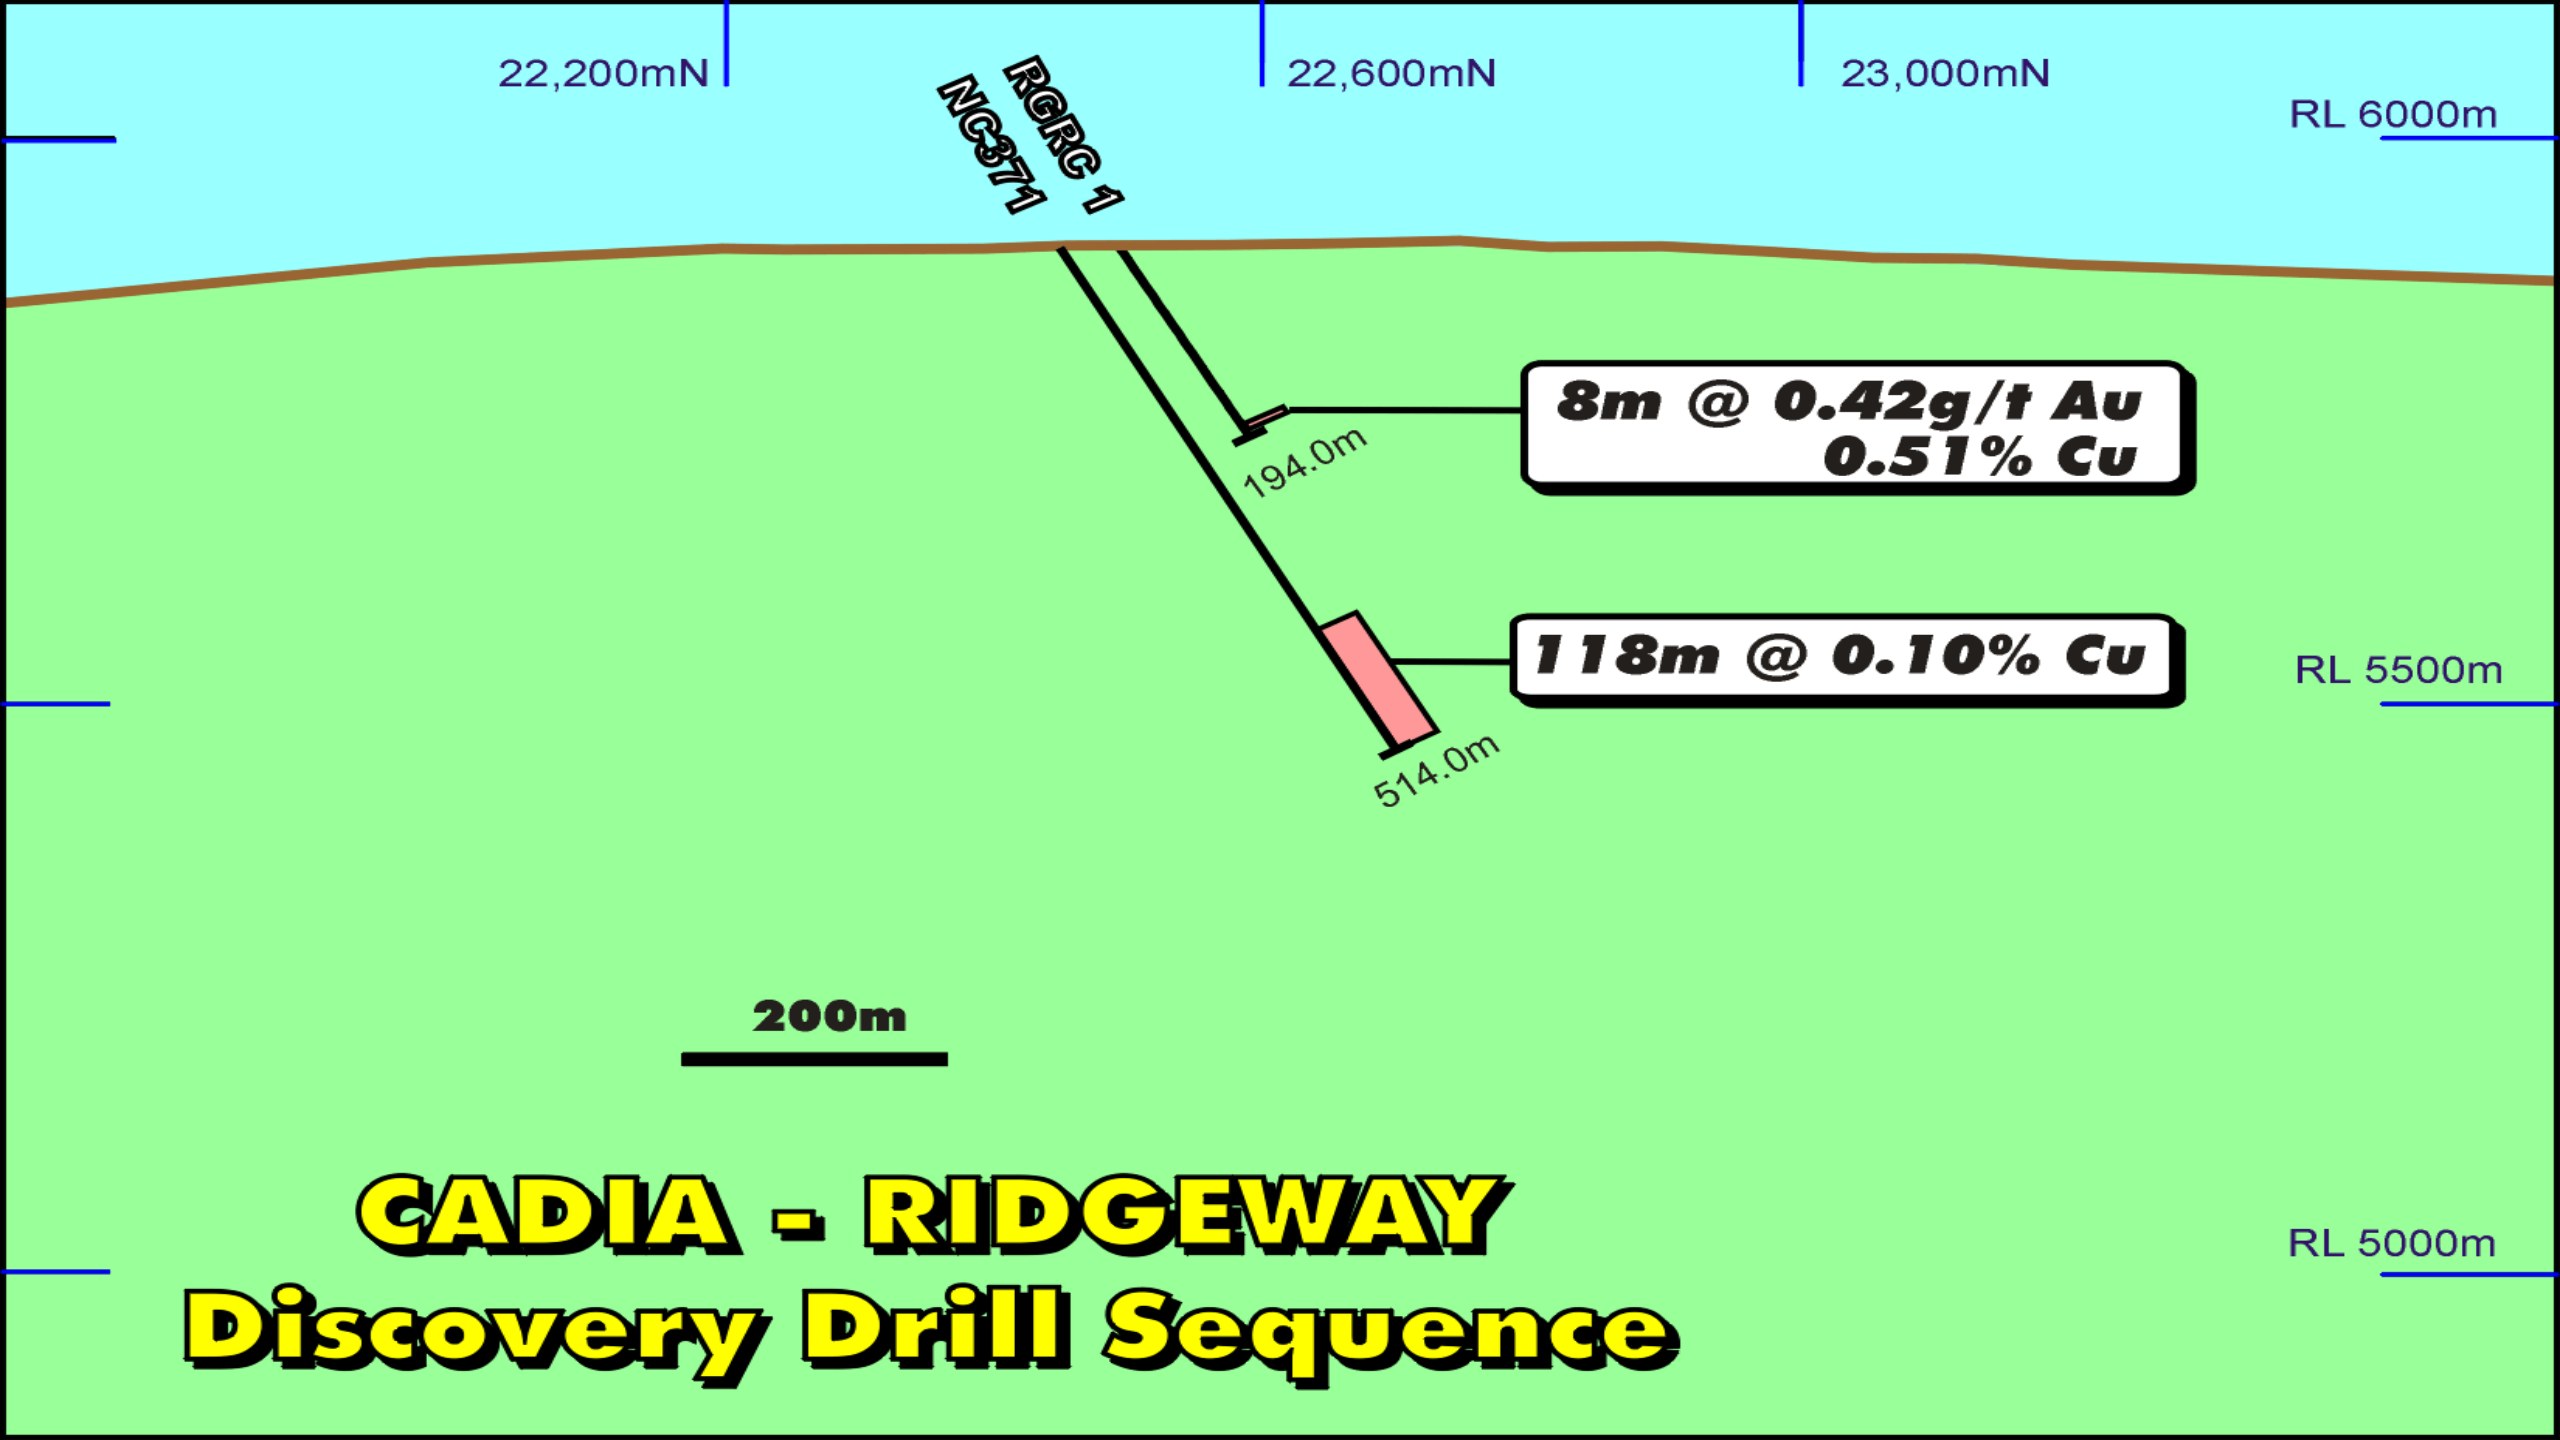 22,200mN
22,600mN
23,000mN
RL 6000m
NC371
RGRC 1
8m @ 0.42g/t Au
0.51% Cu
194.0m
118m @ 0.10% Cu
RL 5500m
514.0m
200m
CADIA - RIDGEWAY
RL 5000m
Discovery Drill Sequence